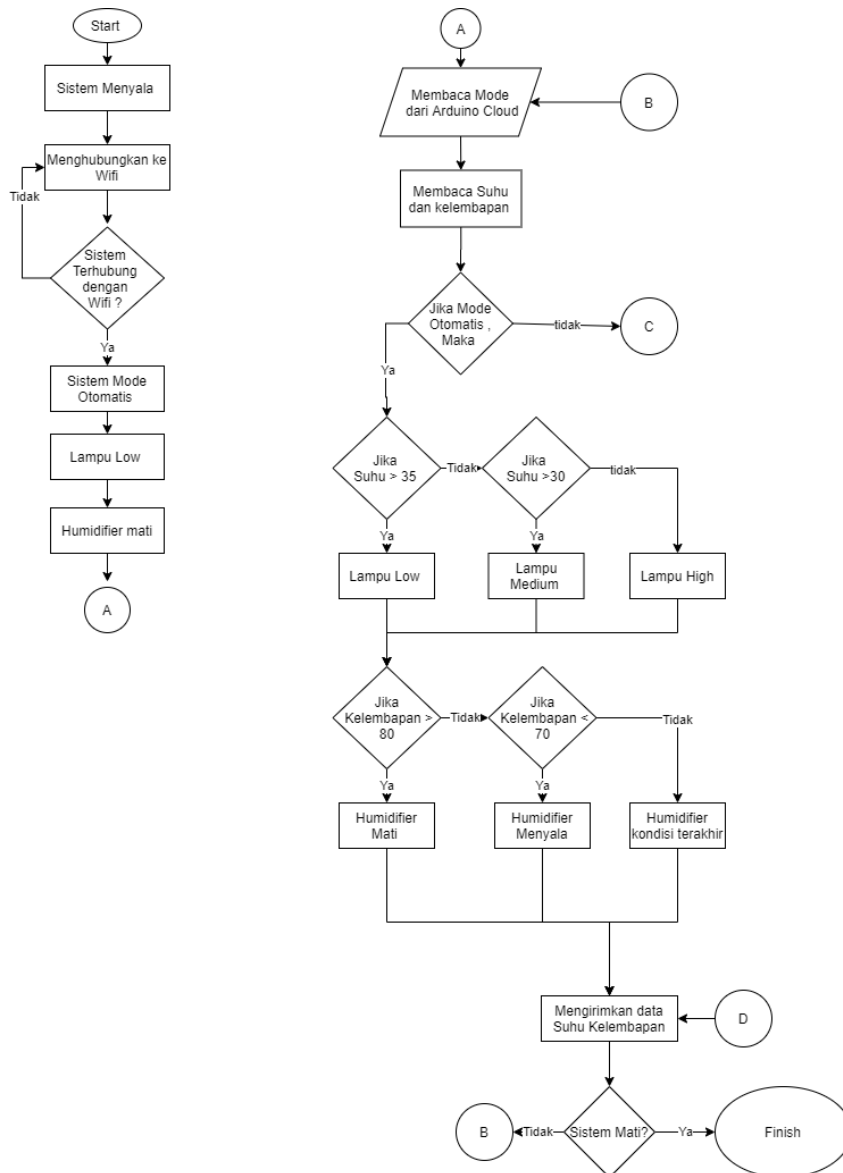 Start
Sistem Menyala
Menghubungkan ke
Wifi
Tidak
Sistem
Terhubung
dengan
Wifi ?
Ya
Sistem Mode
Otomatis
Lampu Low
Humidifier mati
A
A
Membaca Mode
dari Arduino Cloud
B
Membaca Suhu
dan kelembapan
Jika Mode
Otomatis ,
Maka
tidak
C
Ya
Jika
Suhu > 35
Tidak
Jika
Suhu >30
tidak
Ya
Ya
Lampu Low
Lampu
Medium
Lampu High
Jika
Kelembapan >
80
Tidak
Jika
Kelembapan <
70
Tidak
Ya
Ya
Humidifier
Mati
Humidifier
Menyala
Humidifier
kondisi terakhir
Mengirimkan data
Suhu Kelembapan
D
B
Tidak
Sistem Mati?
Ya
Finish